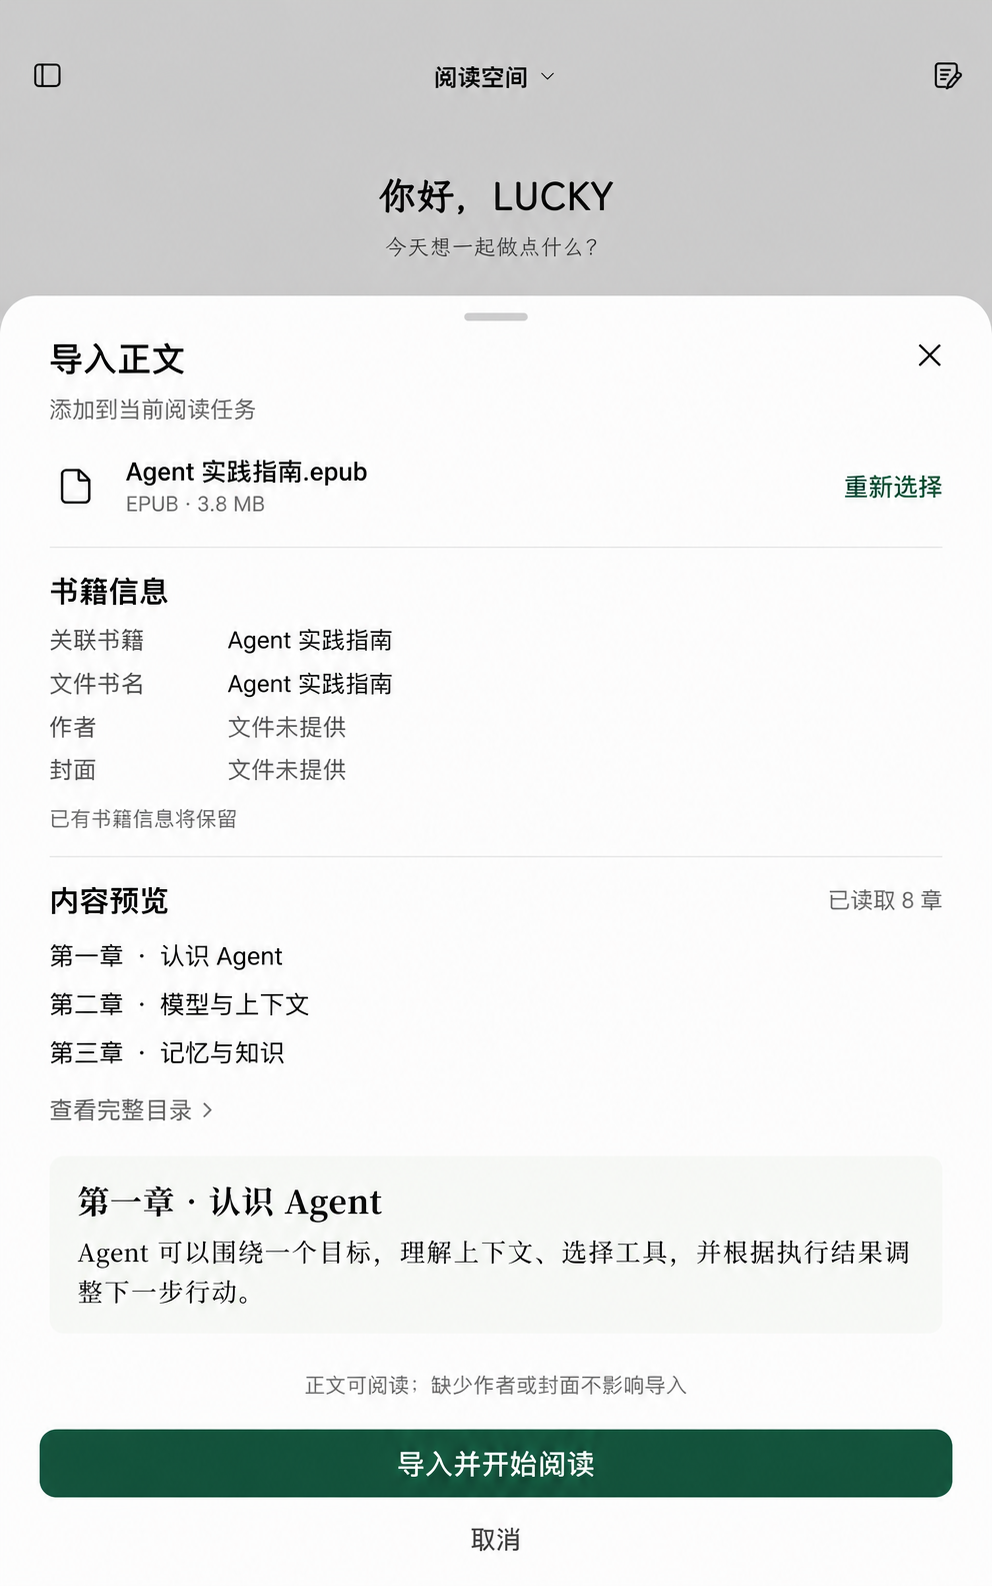 阅读空间
你好，LUCKY
今天想一起做点什么？
导入正文
添加到当前阅读任务
Agent 实践指南.epub
EPUB · 3.8 MB
重新选择
书籍信息
关联书籍 Agent 实践指南
文件书名 Agent 实践指南
作者 文件未提供
封面 文件未提供
已有书籍信息将保留
内容预览 已读取 8 章
第一章 · 认识 Agent
第二章 · 模型与上下文
第三章 · 记忆与知识
查看完整目录
第一章 · 认识 Agent
Agent 可以围绕一个目标，理解上下文、选择工具，并根据执行结果调
整下一步行动。
正文可阅读；缺少作者或封面不影响导入
导入并开始阅读
取消